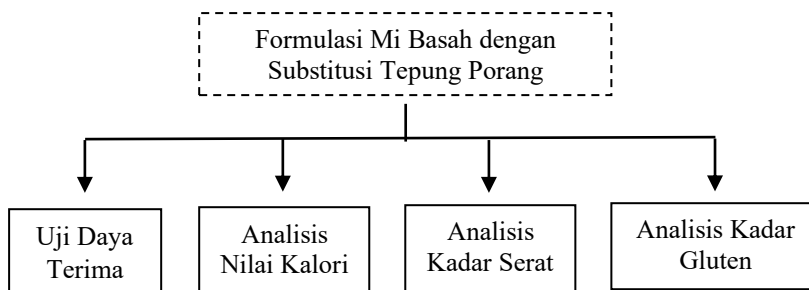 Formulasi Mi Basah dengan
Substitusi Tepung Porang
Uji Daya
Terima
Analisis
Nilai Kalori
Analisis
Kadar Serat
Analisis Kadar
Gluten